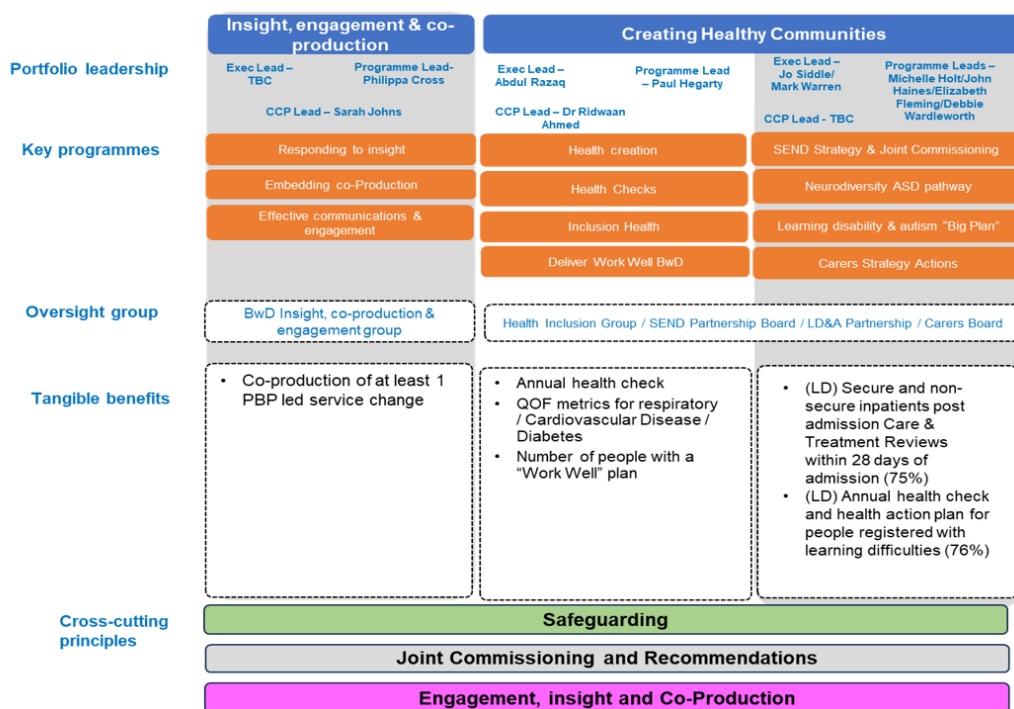 Insight, engagement & co-
production
Creating Healthy Communities
Portfolio leadership
Exec Lead –
TBC
Programme Lead-
Philippa Cross
CCP Lead – Sarah Johns
Exec Lead –
Abdul Razaq
Programme Lead
– Paul Hegarty
CCP Lead – Dr Ridwaan
Ahmed
Exec Lead –
Jo Siddle/
Mark Warren
CCP Lead - TBC
Programme Leads –
Michelle Holt/John
Haines/Elizabeth
Fleming/Debbie
Wardleworth
Key programmes
Responding to insight
Embedding co-Production
Effective communications &
engagement
Health creation
Health Checks
Inclusion Health
Deliver Work Well BwD
SEND Strategy & Joint Commissioning
Neurodiversity ASD pathway
Learning disability & autism "Big Plan"
Carers Strategy Actions
Oversight group
BwD Insight, co-production &
engagement group
Health Inclusion Group / SEND Partnership Board / LD&A Partnership / Carers Board
Tangible benefits
• Co-production of at least 1
PBP led service change
• Annual health check
• QOF metrics for respiratory
/ Cardiovascular Disease /
Diabetes
• Number of people with a
“Work Well” plan
• (LD) Secure and non-
secure inpatients post
admission Care &
Treatment Reviews
within 28 days of
admission (75%)
• (LD) Annual health check
and health action plan for
people registered with
learning difficulties (76%)
Cross-cutting
principles
Safeguarding
Joint Commissioning and Recommendations
Engagement, insight and Co-Production